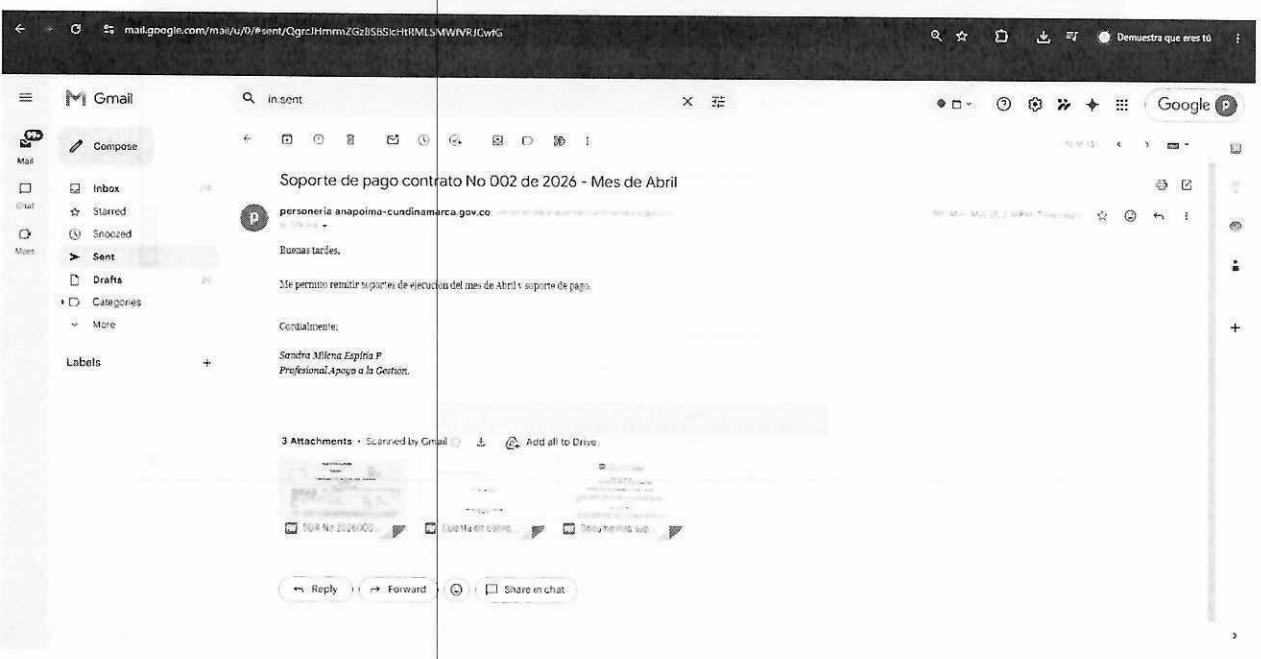 mail.google.com/mail/u/0/#sent/QgrcJHmrmZGzBSBSlcHtRMLSMWfVRJCwfG
Demuestra que eres tú
Gmail
in:sent
Google
P
99+
Mail
Compose
Chat
Meet
Inbox
Starred
Snoozed
Sent
Drafts
Categories
More
Labels
Soporte de pago contrato No 002 de 2026 - Mes de Abril
P
personeria anapoima-cundinamarca.gov.co
Buenas tardes,
Me permito remitir soportes de ejecución del mes de Abril y soporte de pago.
Cordialmente;
Sandra Milena Espitia P
Profesional Apoyo a la Gestión.
3 Attachments • Scanned by Gmail
Add all to Drive
Reply
Forward
Share in chat